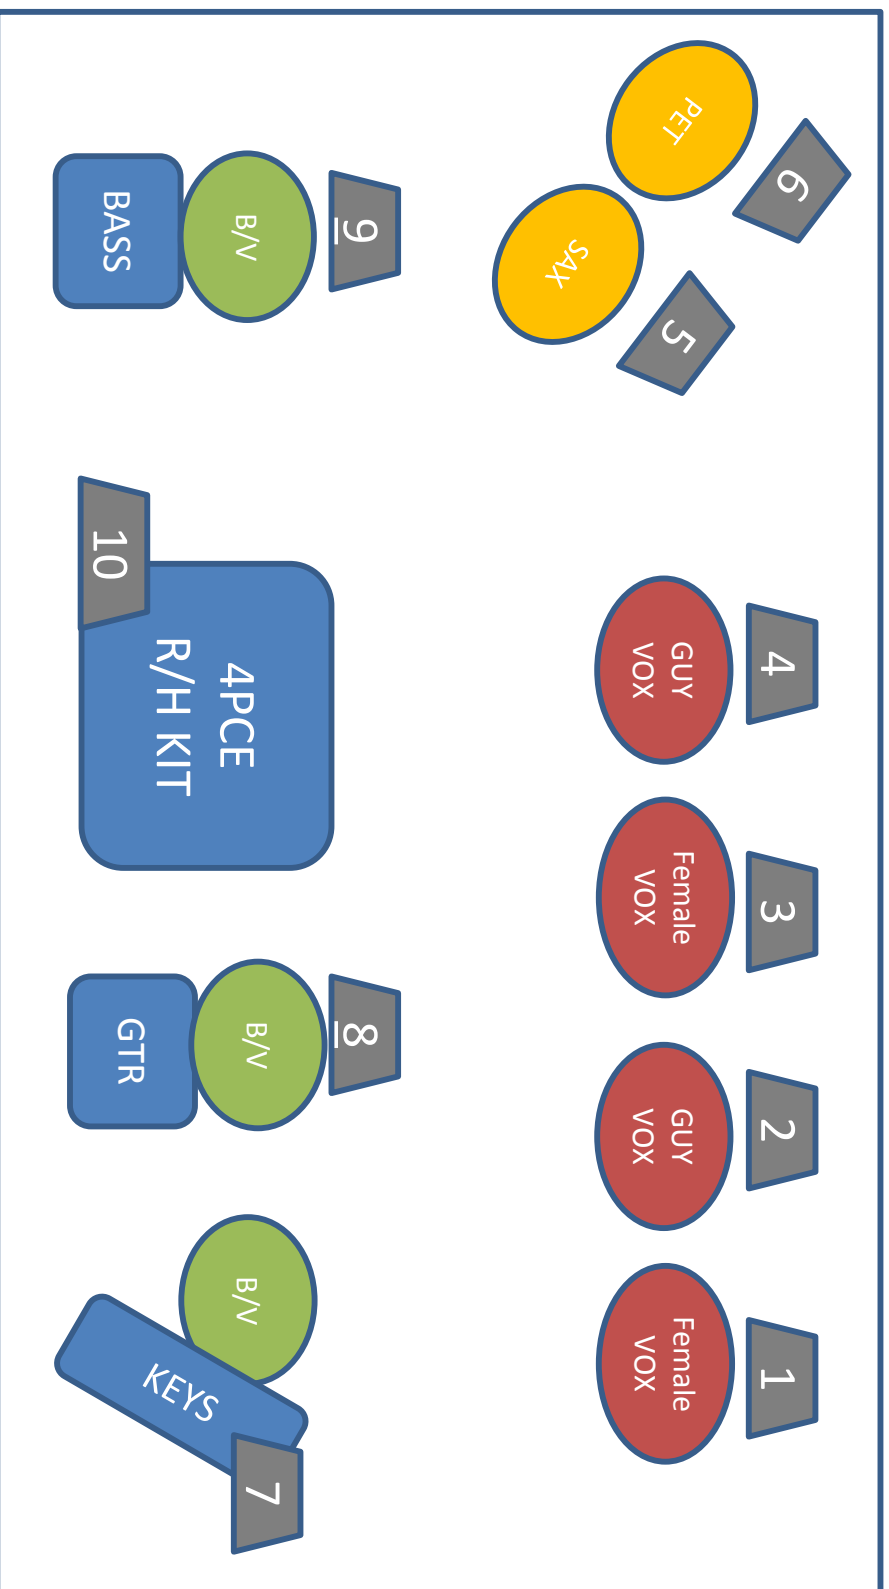 6
PET
5
SAX
4
GUY
VOX
3
Female
VOX
2
GUY
VOX
1
Female
VOX
9
B/V
BASS
10
4PCE
R/H KIT
8
B/V
GTR
B/V
KEYS
7